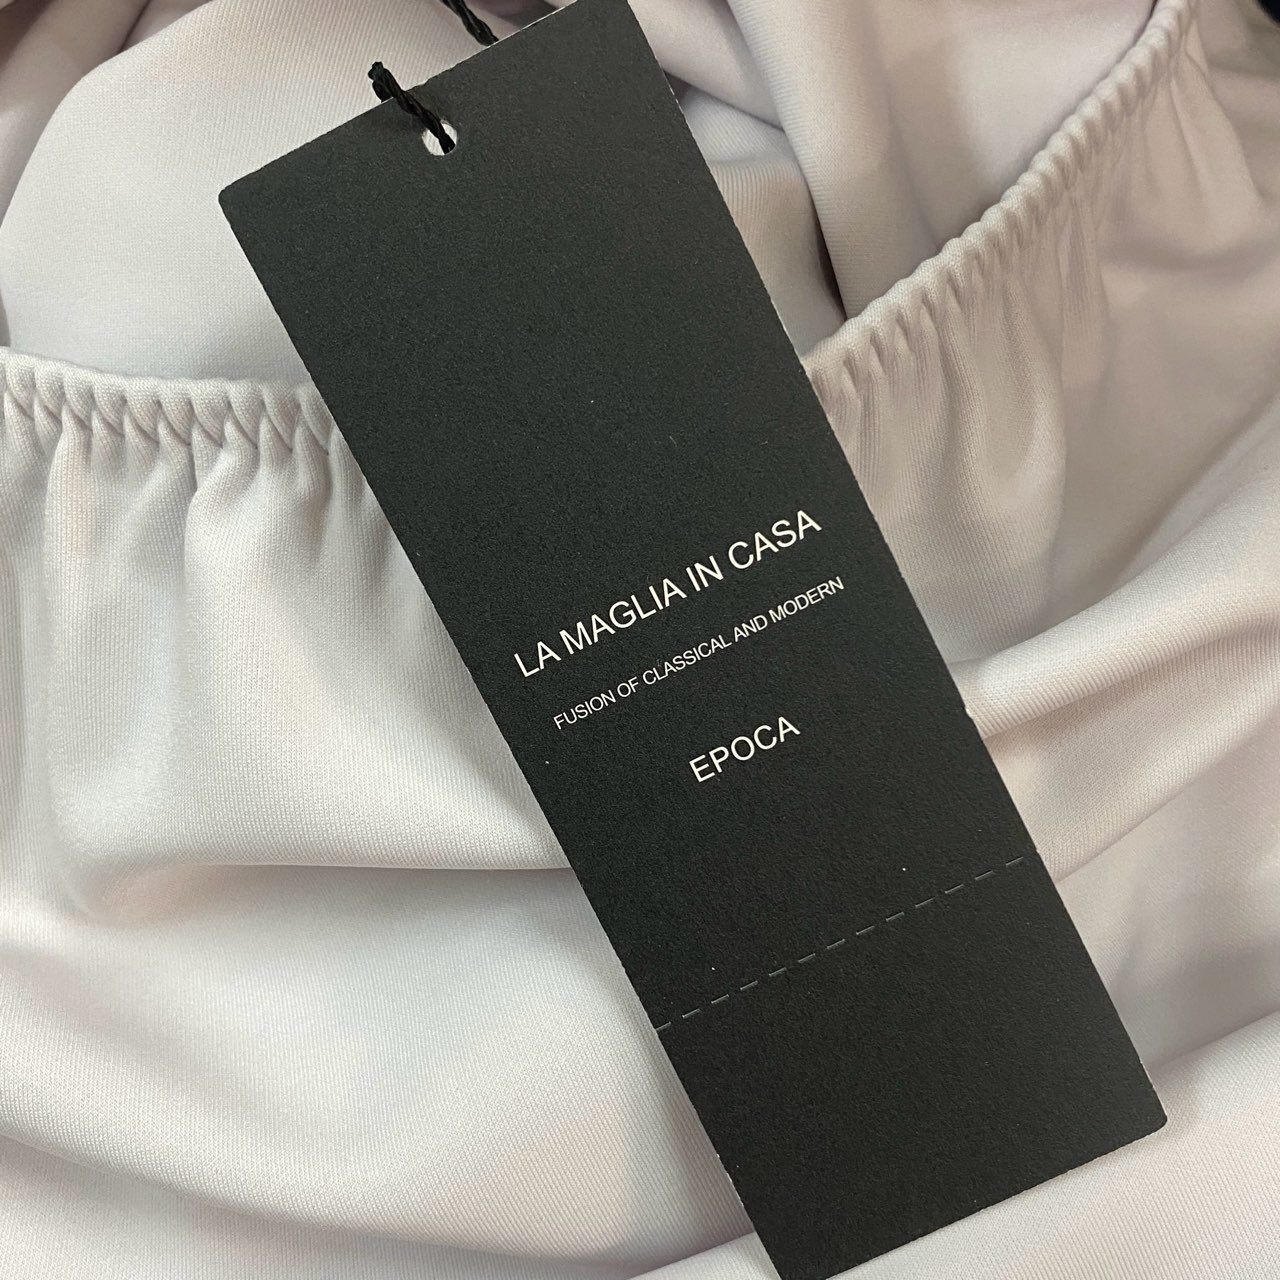 LA MAGLIA IN CASA
FUSION OF CLASSICAL AND MODERN
EPOCA